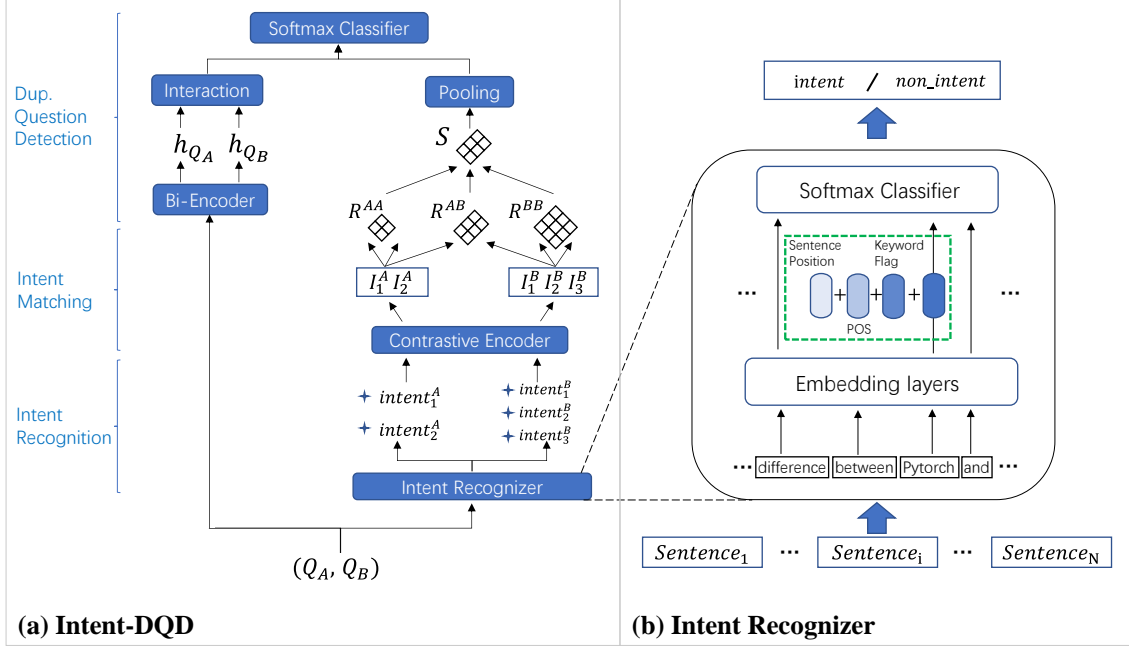 Softmax Classifier
Dup.
Question
Detection
Interaction
Pooling
h_{Q_A} h_{Q_B}
S
Bi-Encoder
R^{AA} R^{AB} R^{BB}
Intent
Matching
I_1^A I_2^A
I_1^B I_2^B I_3^B
Contrastive Encoder
Intent
Recognition
intent_1^A
intent_2^A
intent_1^B
intent_2^B
intent_3^B
Intent Recognizer
(Q_A, Q_B)
(a) Intent-DQD
intent / non_intent
Softmax Classifier
Sentence
Position
Keyword
Flag
... + + + ...
POS
Embedding layers
... difference between Pytorch and ...
Sentence_1 ... Sentence_i ... Sentence_N
(b) Intent Recognizer